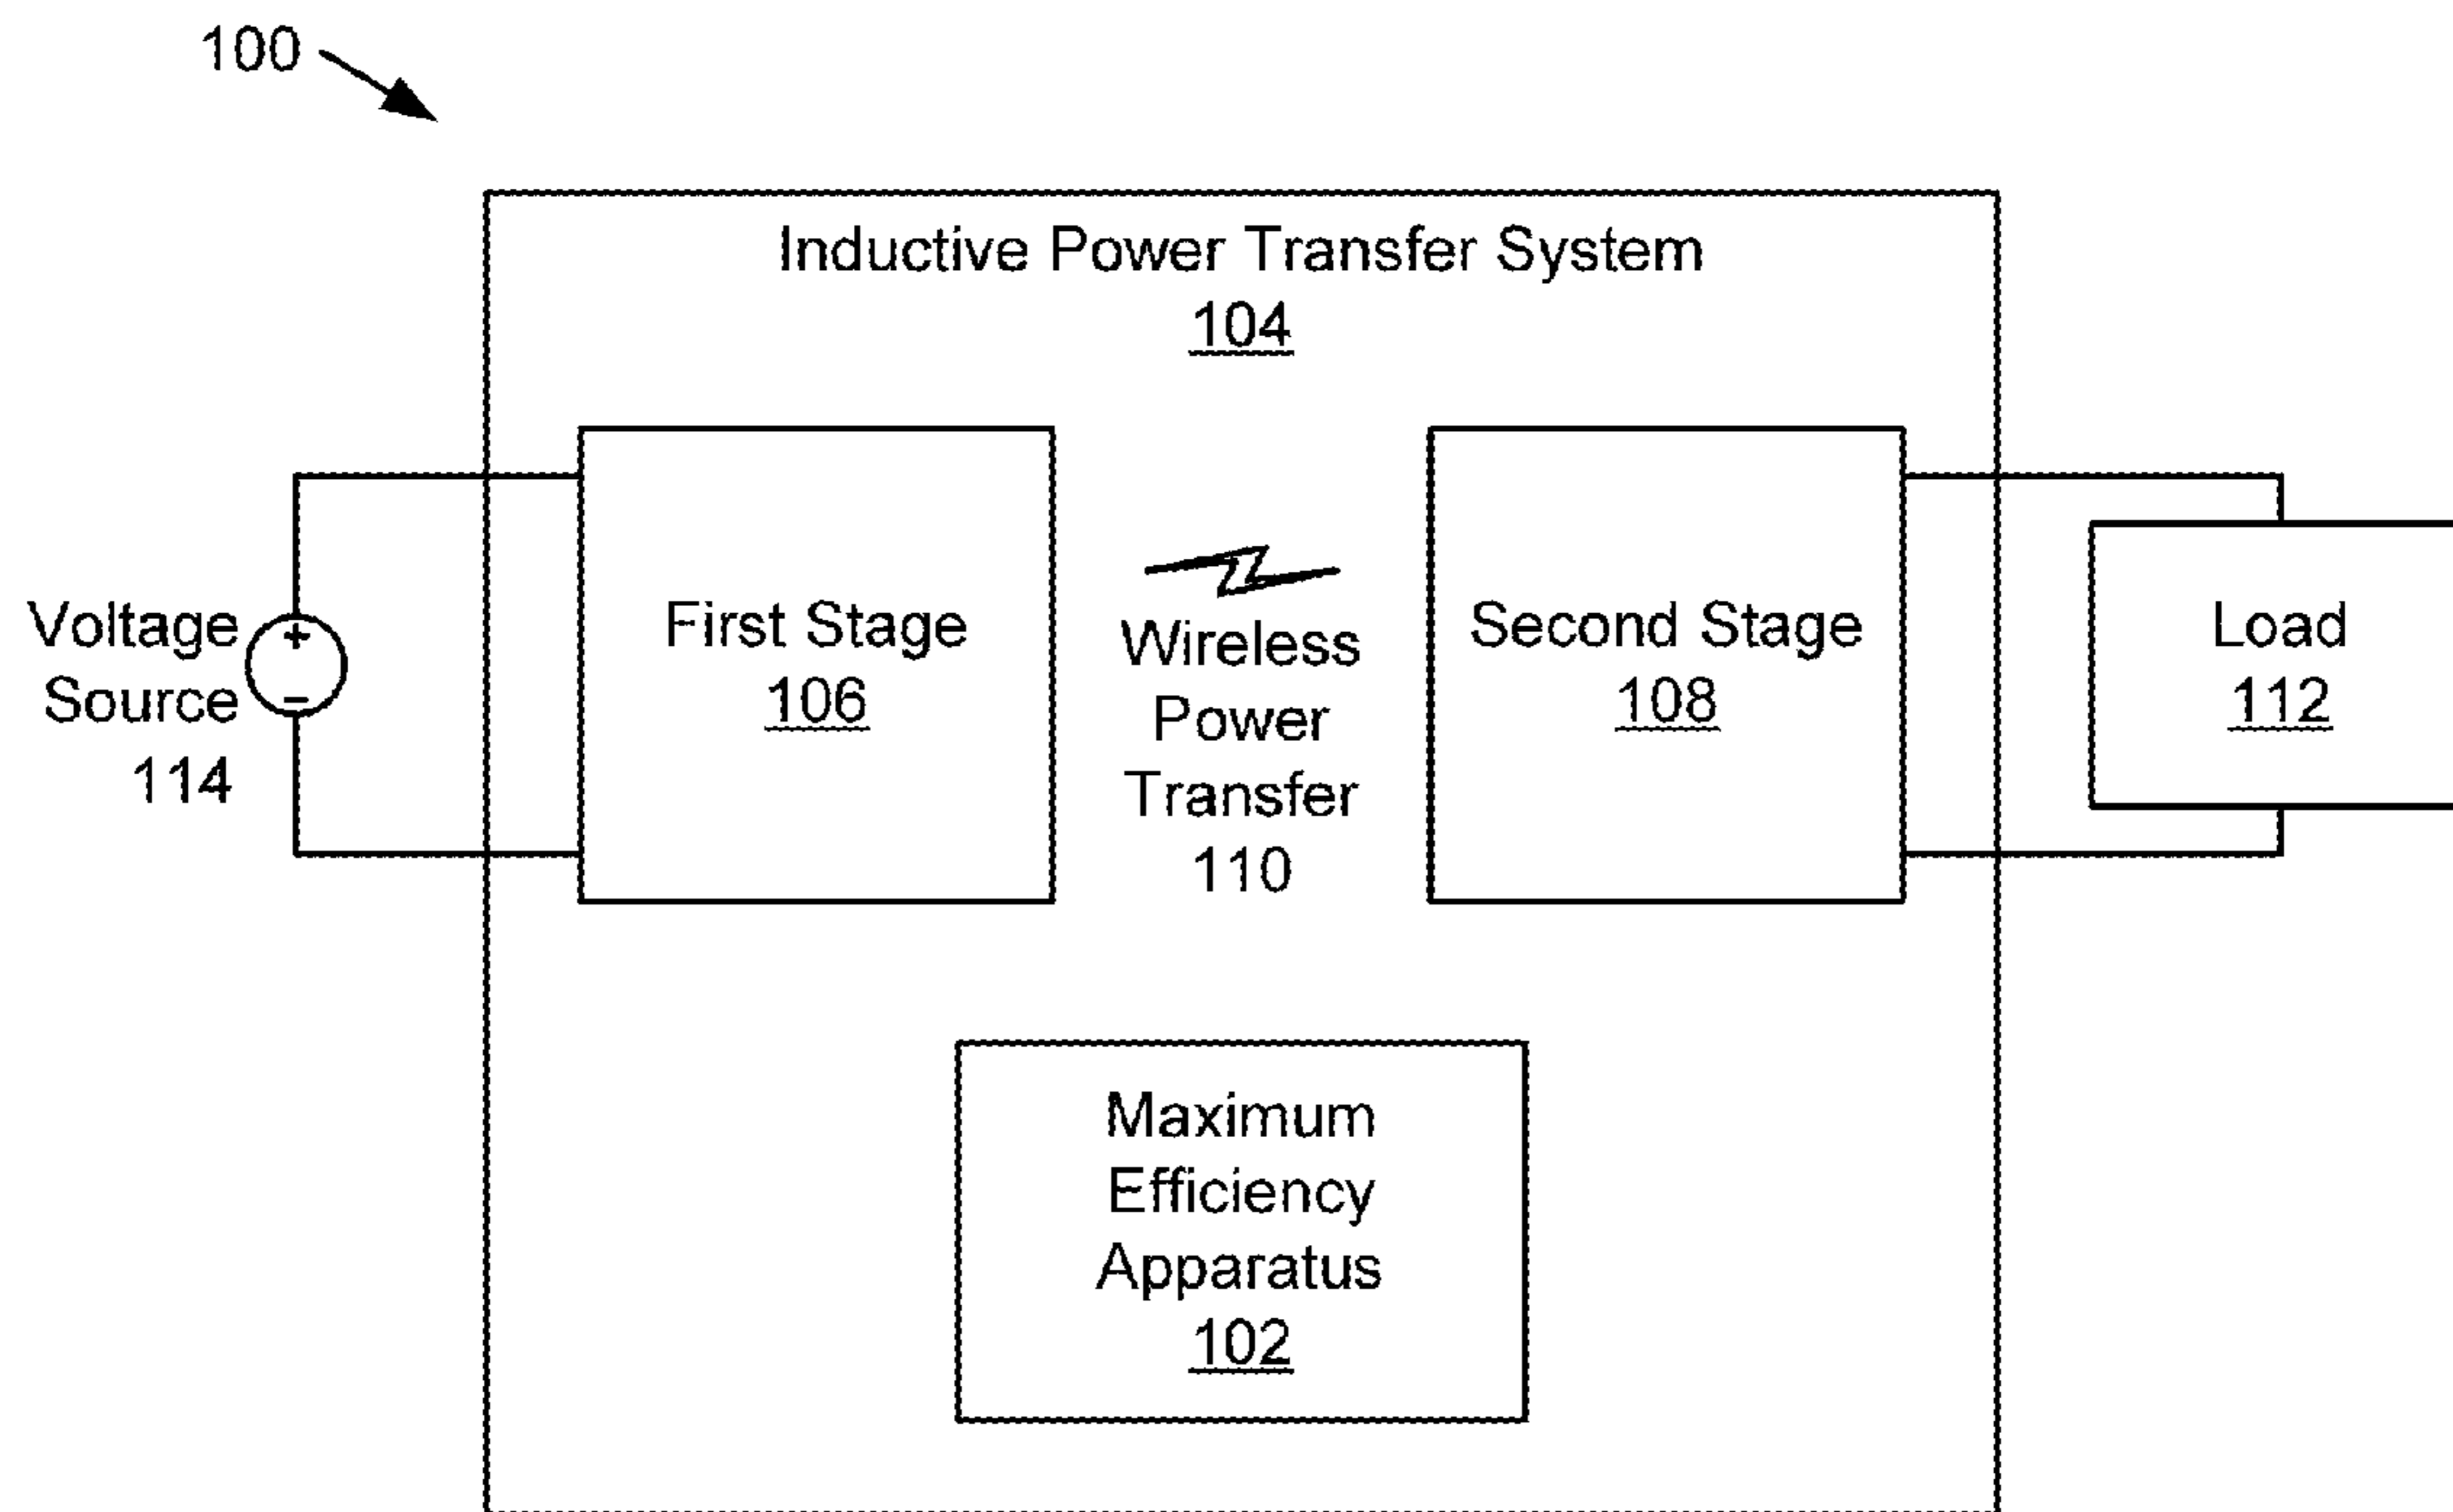 100
Inductive Power Transfer System
104
Voltage
Source
114
+
−
First Stage
106
Wireless
Power
Transfer
110
Second Stage
108
Load
112
Maximum
Efficiency
Apparatus
102